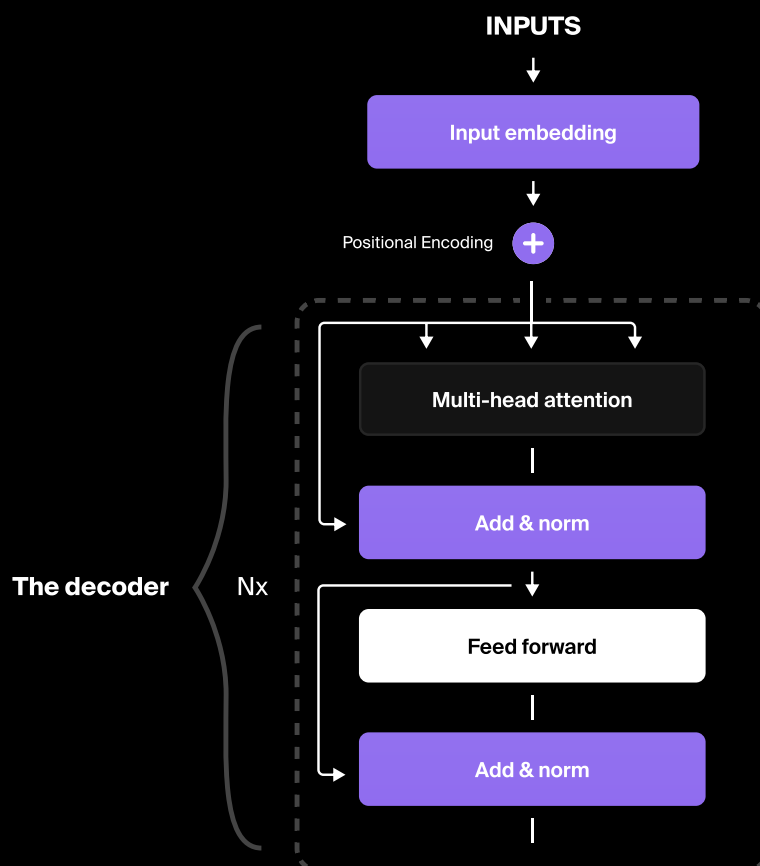 INPUTS
Input embedding
Positional Encoding
Multi-head attention
Add & norm
The decoder
Nx
Feed forward
Add & norm